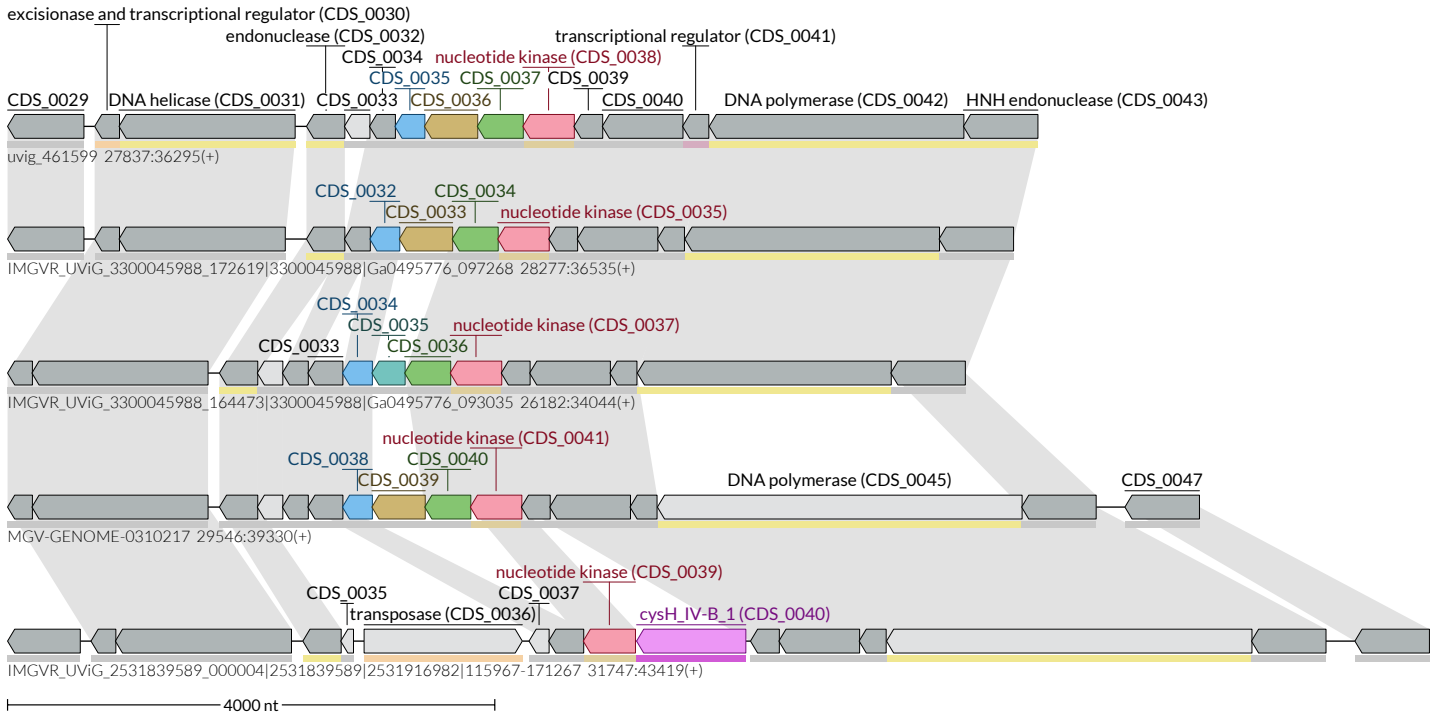 excisionase and transcriptional regulator (CDS_0030)
endonuclease (CDS_0032) transcriptional regulator (CDS_0041)
CDS_0034 nucleotide kinase (CDS_0038)
CDS_0035 CDS_0037 CDS_0039
CDS_0029 DNA helicase (CDS_0031) CDS_0033 CDS_0036 CDS_0040 DNA polymerase (CDS_0042) HNH endonuclease (CDS_0043)
uvig_461599 27837:36295(+)
CDS_0032 CDS_0034
CDS_0033 nucleotide kinase (CDS_0035)
IMGVR_UViG_3300045988_172619|3300045988|Ga0495776_097268 28277:36535(+)
CDS_0034
CDS_0035 nucleotide kinase (CDS_0037)
CDS_0033 CDS_0036
IMGVR_UViG_3300045988_164473|3300045988|Ga0495776_093035 26182:34044(+)
nucleotide kinase (CDS_0041)
CDS_0038 CDS_0040
CDS_0039 DNA polymerase (CDS_0045) CDS_0047
MGV-GENOME-0310217 29546:39330(+)
nucleotide kinase (CDS_0039)
CDS_0035 CDS_0037
transposase (CDS_0036) cysH_IV-B_1 (CDS_0040)
IMGVR_UViG_2531839589_000004|2531839589|2531916982|115967-171267 31747:43419(+)
4000 nt